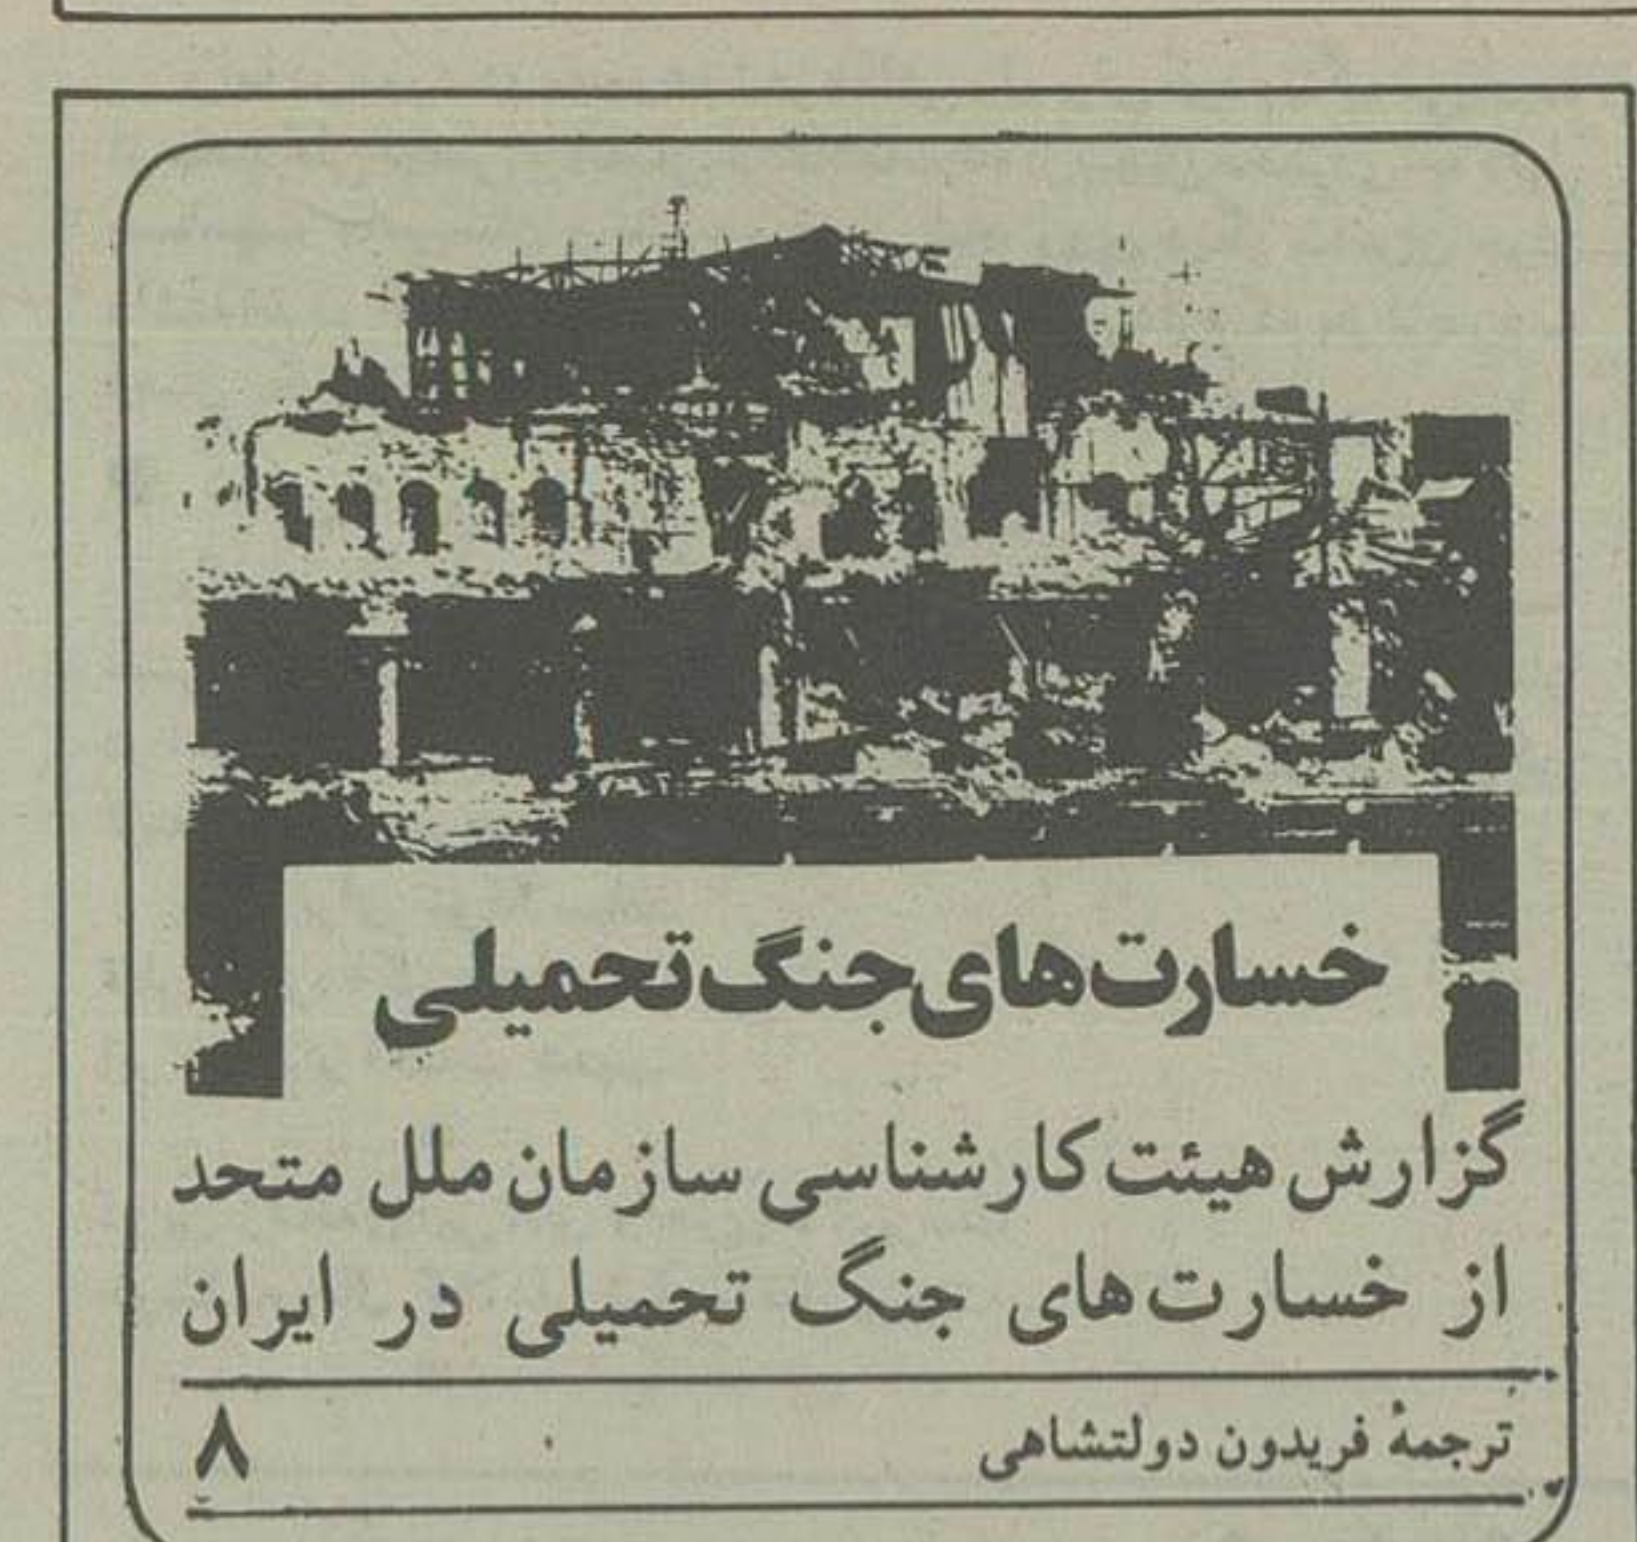 خسارت‌های جنگ تحمیلی
گزارش هیئت کارشناسی سازمان ملل متحد
از خسارت‌های جنگ تحمیلی در ایران
ترجمهٔ فریدون دولتشاهی
۸